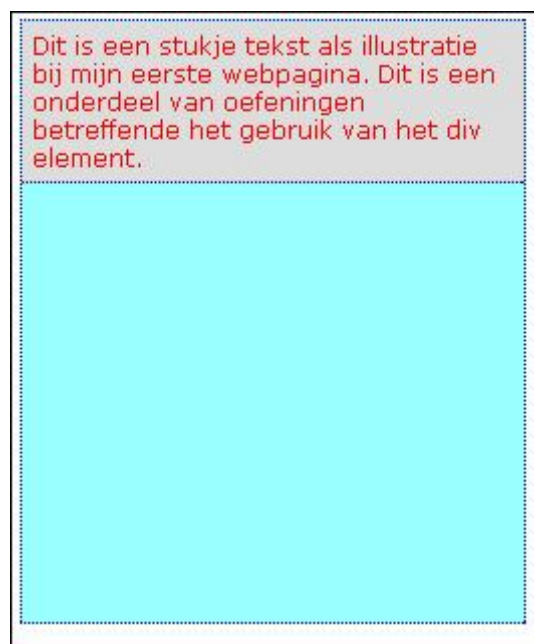 Dit is een stukje tekst als illustratie
bij mijn eerste webpagina. Dit is een
onderdeel van oefeningen
betreffende het gebruik van het div
element.